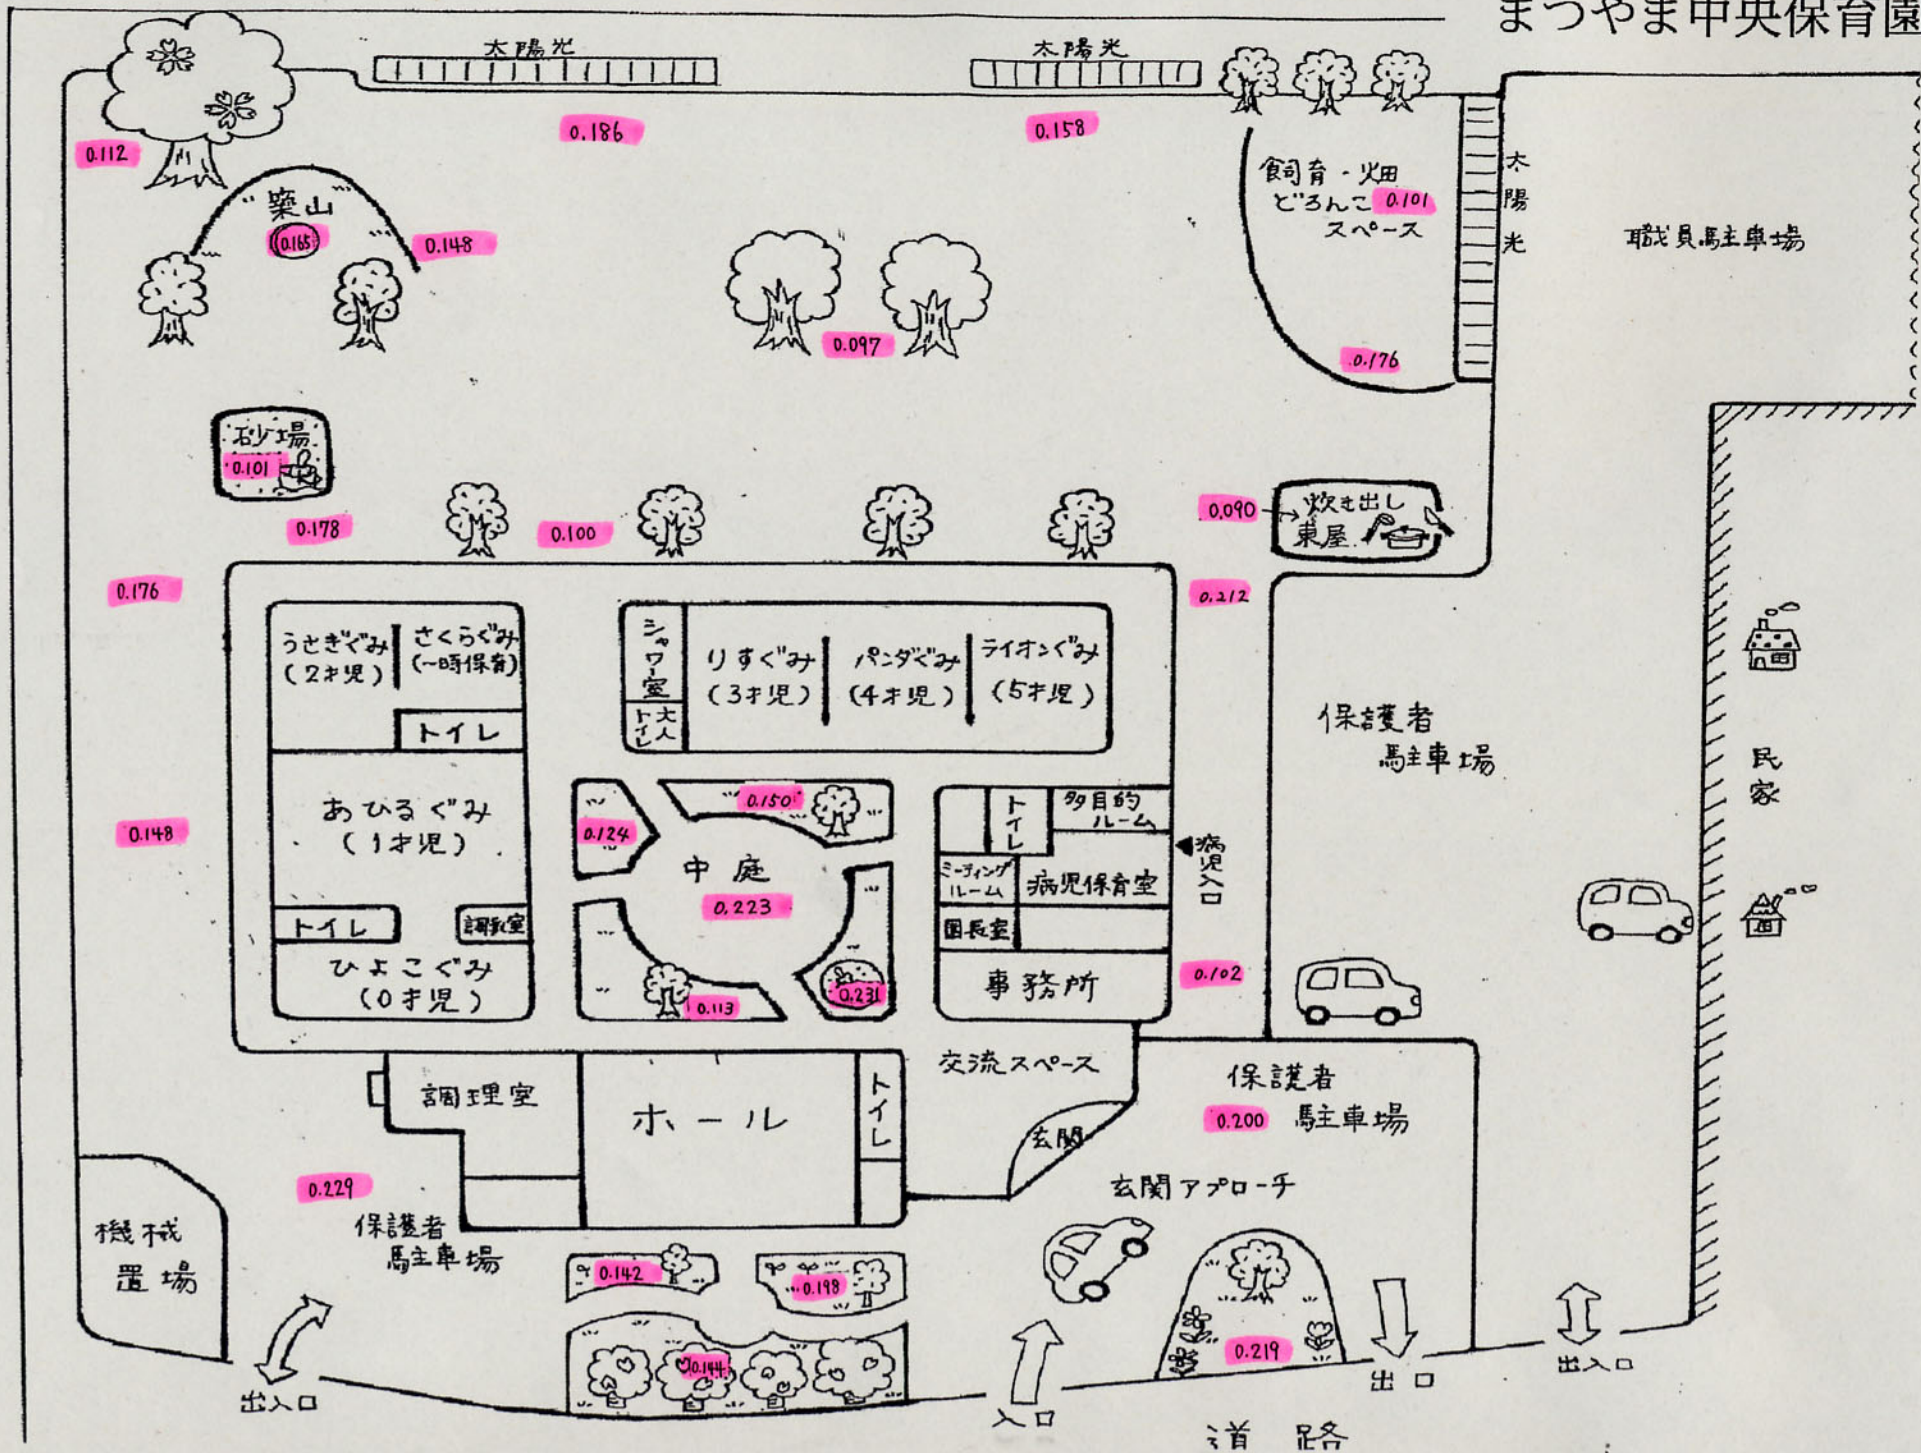 まつやま中央保育園
太陽光
太陽光
0.186
0.158
0.112
築山
0.165
0.148
飼育・畑
どろんこ 0.101
スペース
太陽光
職員駐車場
0.097
0.176
砂場
0.101
0.178
0.100
0.090
炊き出し
東屋
0.176
0.212
うさぎぐみ
(2才児)
さくらぐみ
(一時保育)
トイレ
シャワー室
大人
トイレ
りすぐみ
(3才児)
パンダぐみ
(4才児)
ライオンぐみ
(5才児)
保護者
駐車場
民家
あひるぐみ
(1才児)
0.148
0.124
0.150
中庭
0.223
トイレ
多目的
ルーム
ミーティング
ルーム
病児保育室
病児入口
園長室
トイレ
ひよこぐみ
(0才児)
0.113
0.231
事務所
0.102
調理室
ホール
トイレ
交流スペース
玄関
保護者
0.200 駐車場
玄関アプローチ
0.229
保護者
駐車場
機械
置場
0.142
0.198
0.144
0.219
出入口
入口
出口
出入口
道路